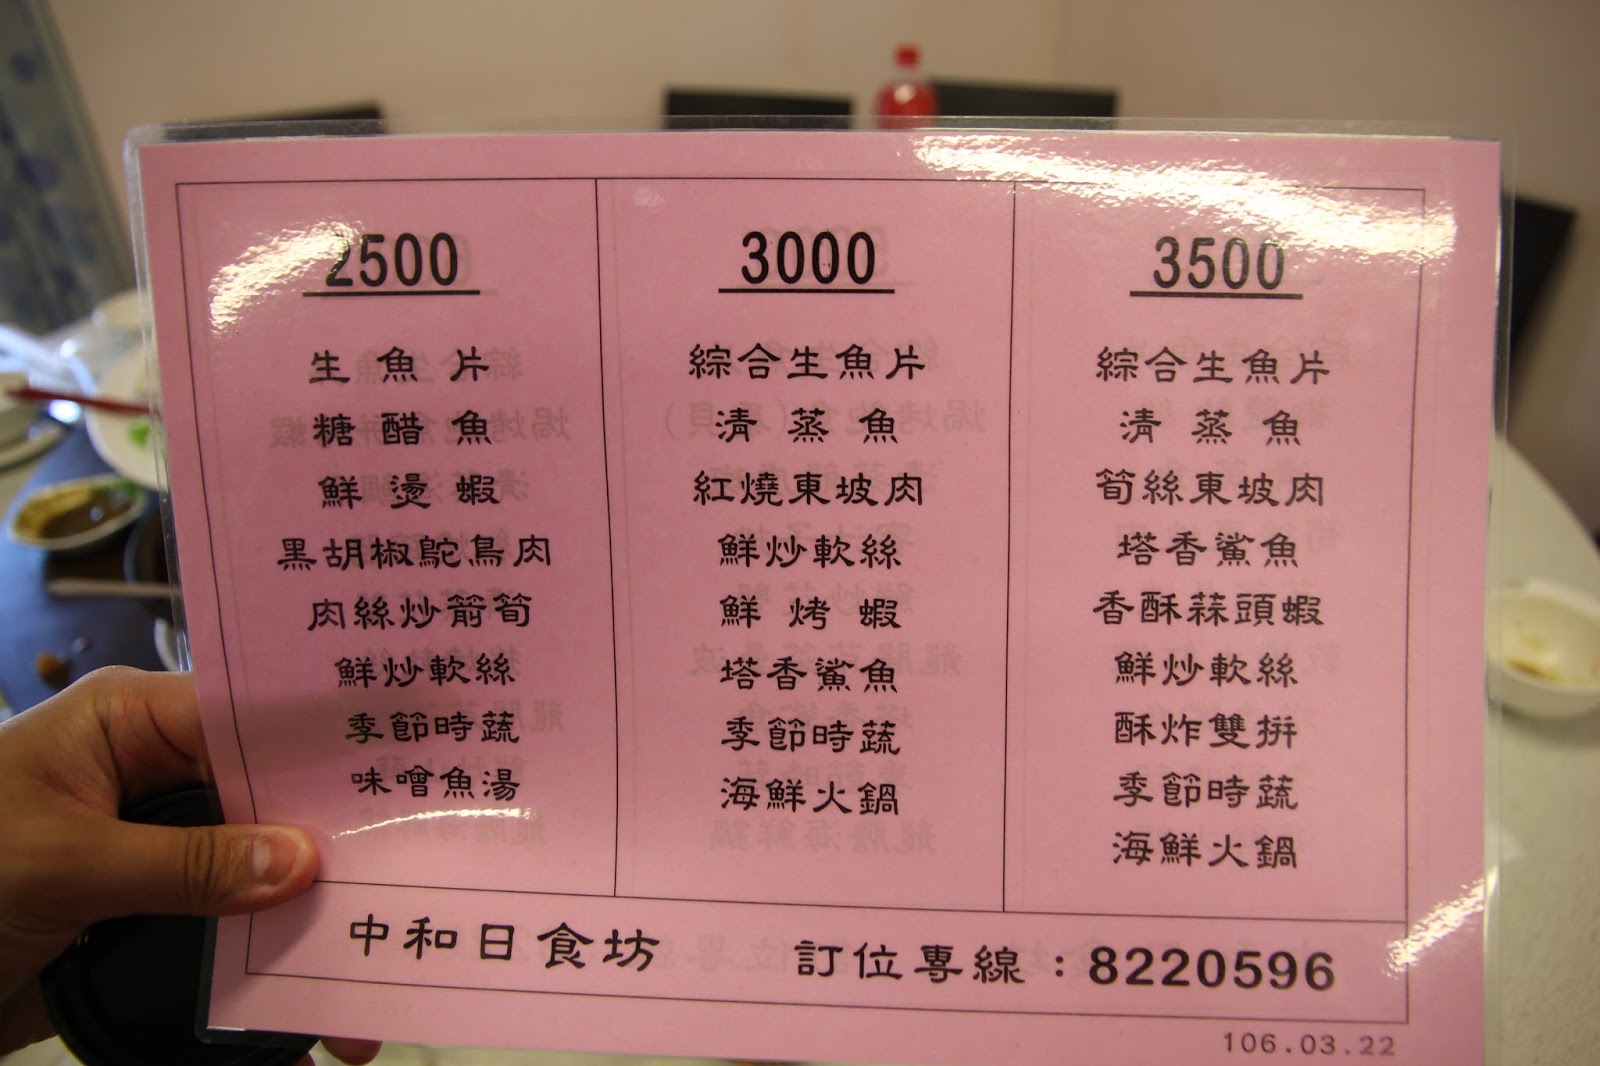 2500
生魚片
糖醋魚
鮮燙蝦
黑胡椒鴕鳥肉
肉絲炒箭筍
鮮炒軟絲
季節時蔬
味噌魚湯
3000
綜合生魚片
清蒸魚
紅燒東坡肉
鮮炒軟絲
鮮烤蝦
塔香鯊魚
季節時蔬
海鮮火鍋
3500
綜合生魚片
清蒸魚
筍絲東坡肉
塔香鯊魚
香酥蒜頭蝦
鮮炒軟絲
酥炸雙拼
季節時蔬
海鮮火鍋
中和日食坊 訂位專線：8220596
106.03.22